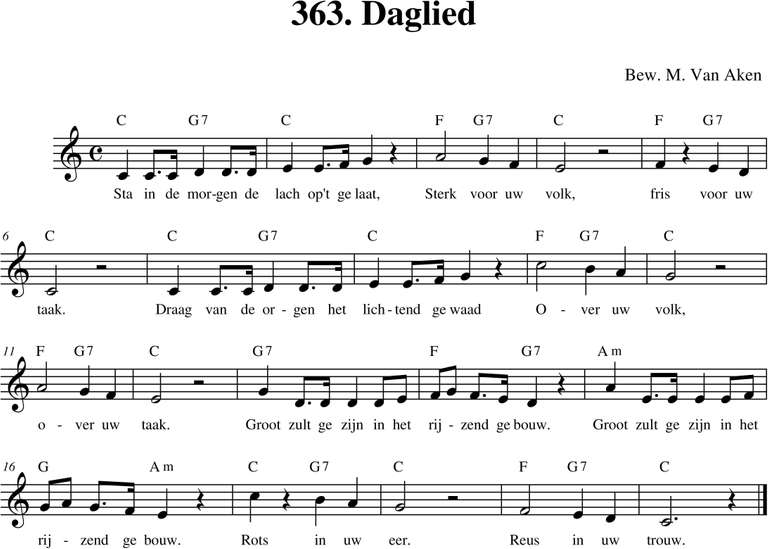 363. Daglied
Bew. M. Van Aken
C G7 C F G7 C F G7
Sta in de mor-gen de lach op't ge laat, Sterk voor uw volk, fris voor uw
6 C C G7 C F G7 C
taak. Draag van de or - gen het lich - tend ge waad O - ver uw volk,
11 F G7 C G7 F G7 Am
o - ver uw taak. Groot zult ge zijn in het rij - zend ge bouw. Groot zult ge zijn in het
16 G Am C G7 C F G7 C
rij - zend ge bouw. Rots in uw eer. Reus in uw trouw.